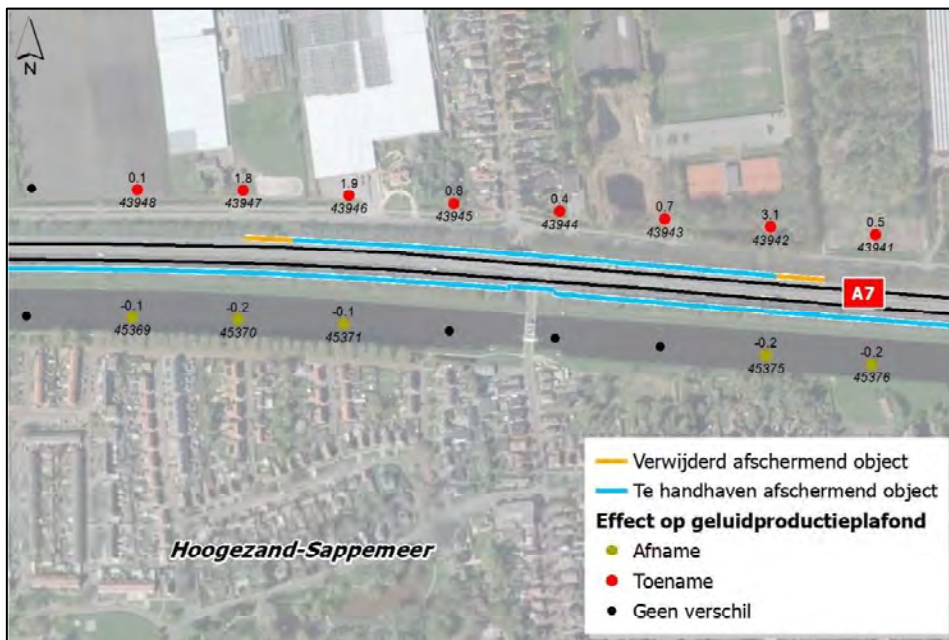 N
0.1
43948
1.8
43947
1.9
43946
0.8
43945
0.4
43944
0.7
43943
3.1
43942
0.5
43941
A7
-0.1
45369
-0.2
45370
-0.1
45371
-0.2
45375
-0.2
45376
Hoogezand-Sappemeer
Verwijderd afschermend object
Te handhaven afschermend object
Effect op geluidproductieplafond
Afname
Toename
Geen verschil